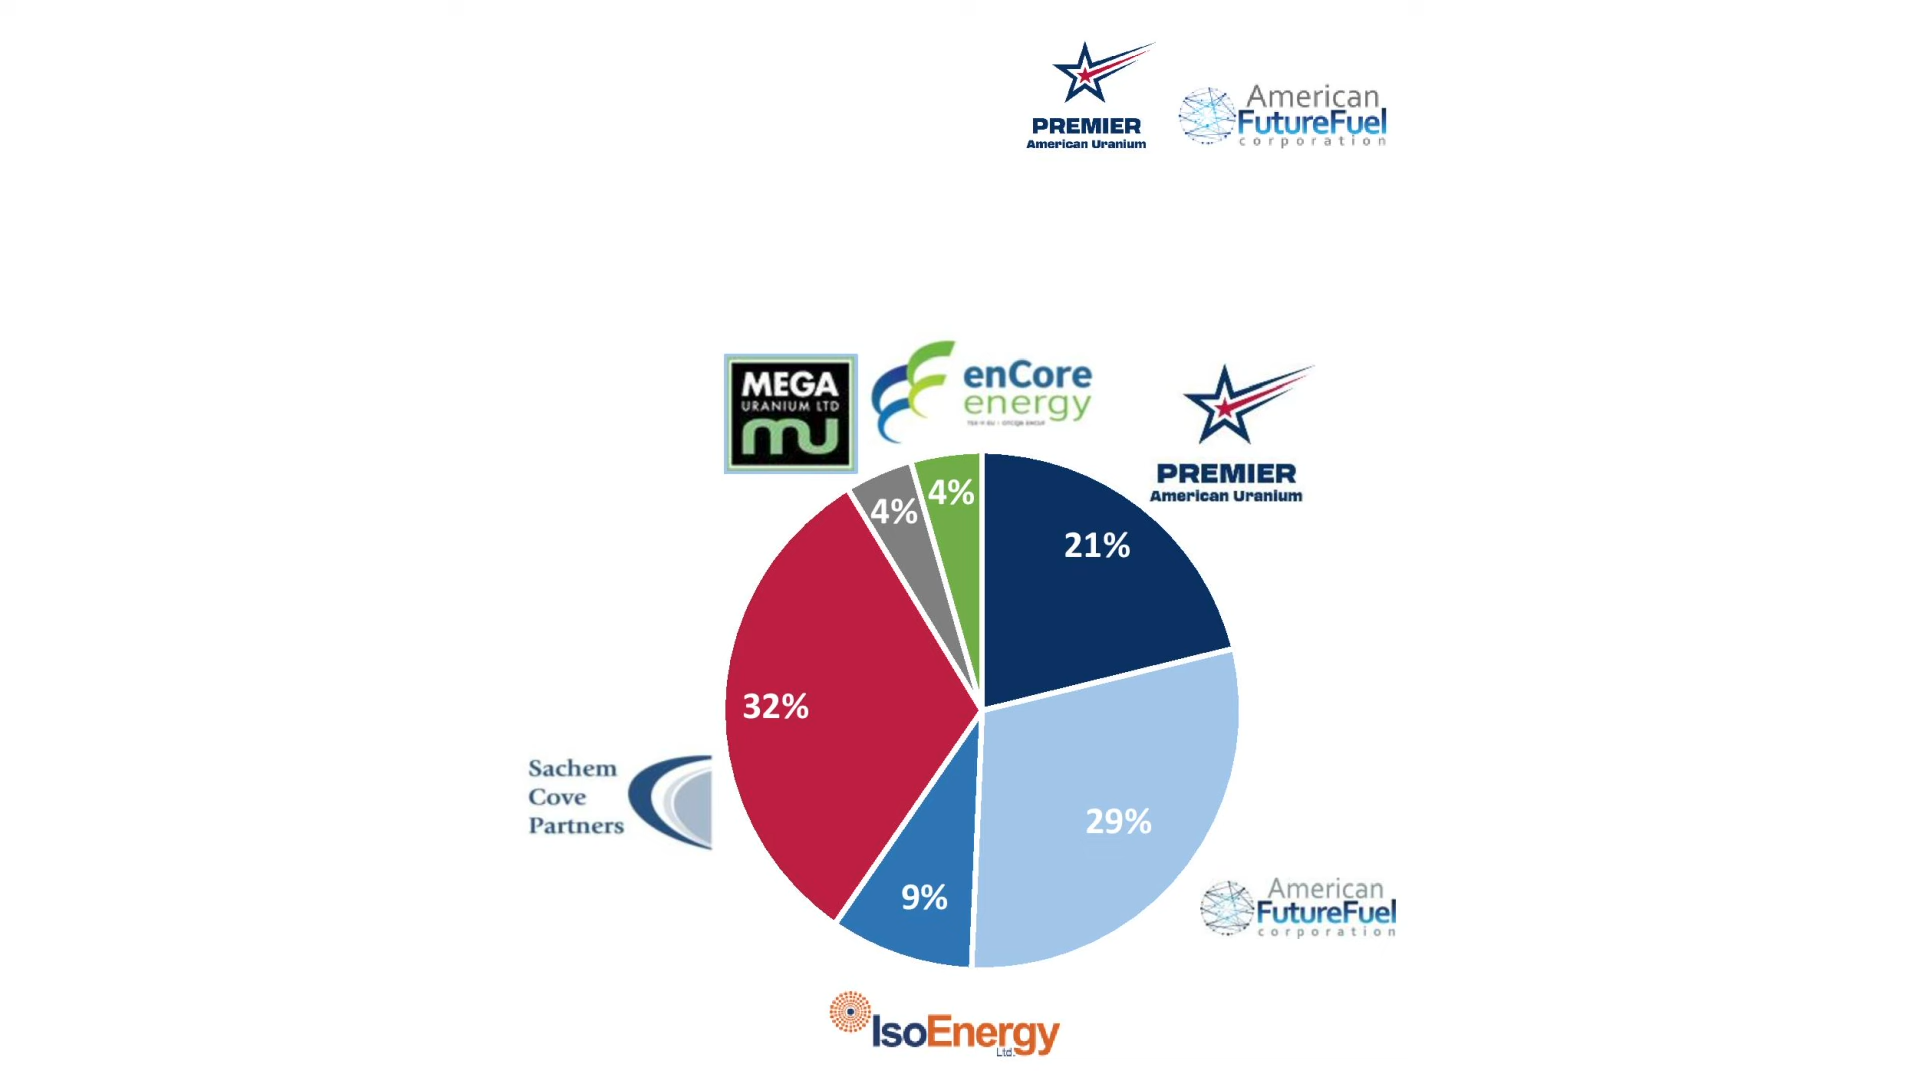 PREMIER
American Uranium
American
FutureFuel
corporation
MEGA
URANIUM LTD
mu
enCore
energy
PREMIER
American Uranium
4%
4%
21%
32%
29%
9%
Sachem
Cove
Partners
American
FutureFuel
corporation
IsoEnergy
Ltd.